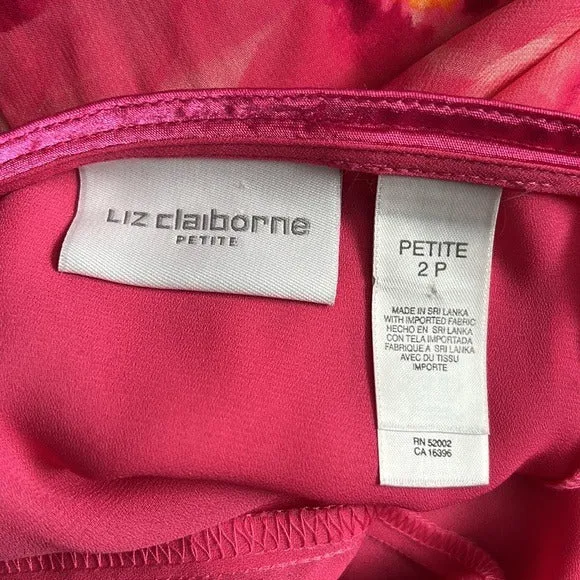 LIZ claiborne
PETITE
PETITE
2 P
MADE IN SRI LANKA
WITH IMPORTED FABRIC
HECHO EN SRI LANKA
CON TELA IMPORTADA
FABRIQUE A SRI LANKA
AVEC DU TISSU
IMPORTE
RN 52002
CA 16396